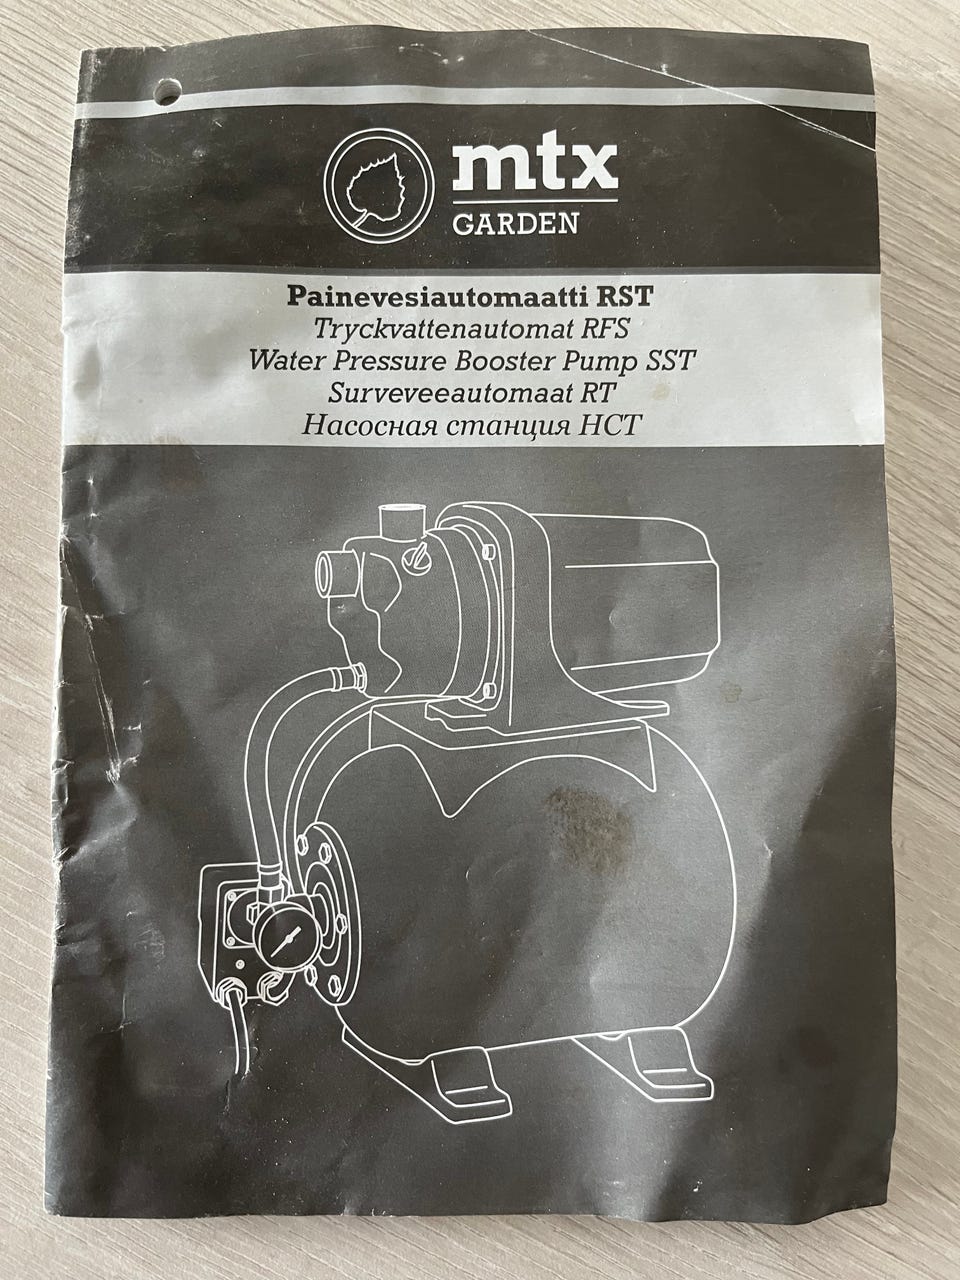 mtx
GARDEN
Painevesiautomaatti RST
Tryckvattenautomat RFS
Water Pressure Booster Pump SST
Surveveeautomaat RT
Насосная станция НСТ